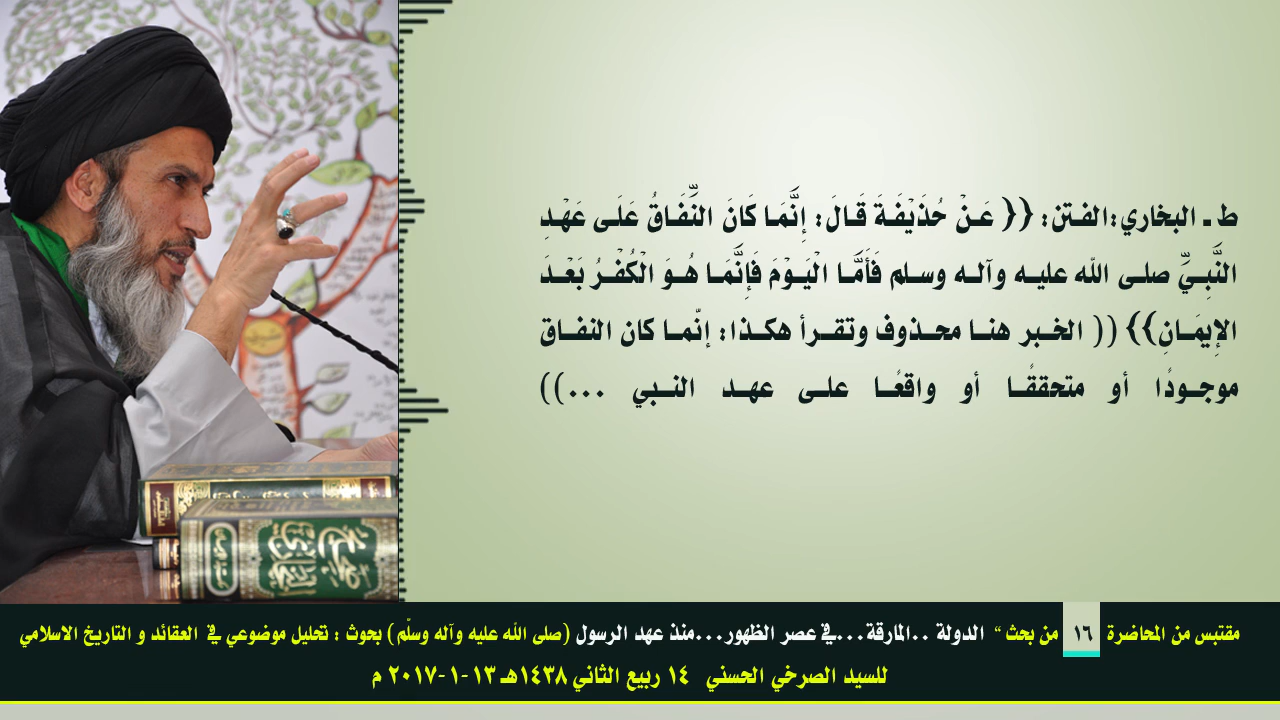 ط ـ البخاري:الفتن: {{ عَنْ حُذَيْفَةَ قَالَ: إِنَّمَا كَانَ النِّفَاقُ عَلَى عَهْدِ
النَّبِيِّ صلى الله عليه وآله وسلم فَأَمَّا الْيَوْمَ فَإِنَّمَا هُوَ الْكُفْرُ بَعْدَ
الإِيمَانِ}} (( الخبر هنا محذوف وتقرأ هكذا: إنّما كان النفاق
موجودًا أو متحققًا أو واقعًا على عهد النبي ...))
مقتبس من المحاضرة ١٦ من بحث " الدولة ..المارقة...في عصر الظهور...منذ عهد الرسول (صلى الله عليه وآله وسلّم) بحوث : تحليل موضوعي في العقائد و التاريخ الاسلامي
للسيد الصرخي الحسني ١٤ ربيع الثاني ١٤٣٨هـ ١٣-١-٢٠١٧ م